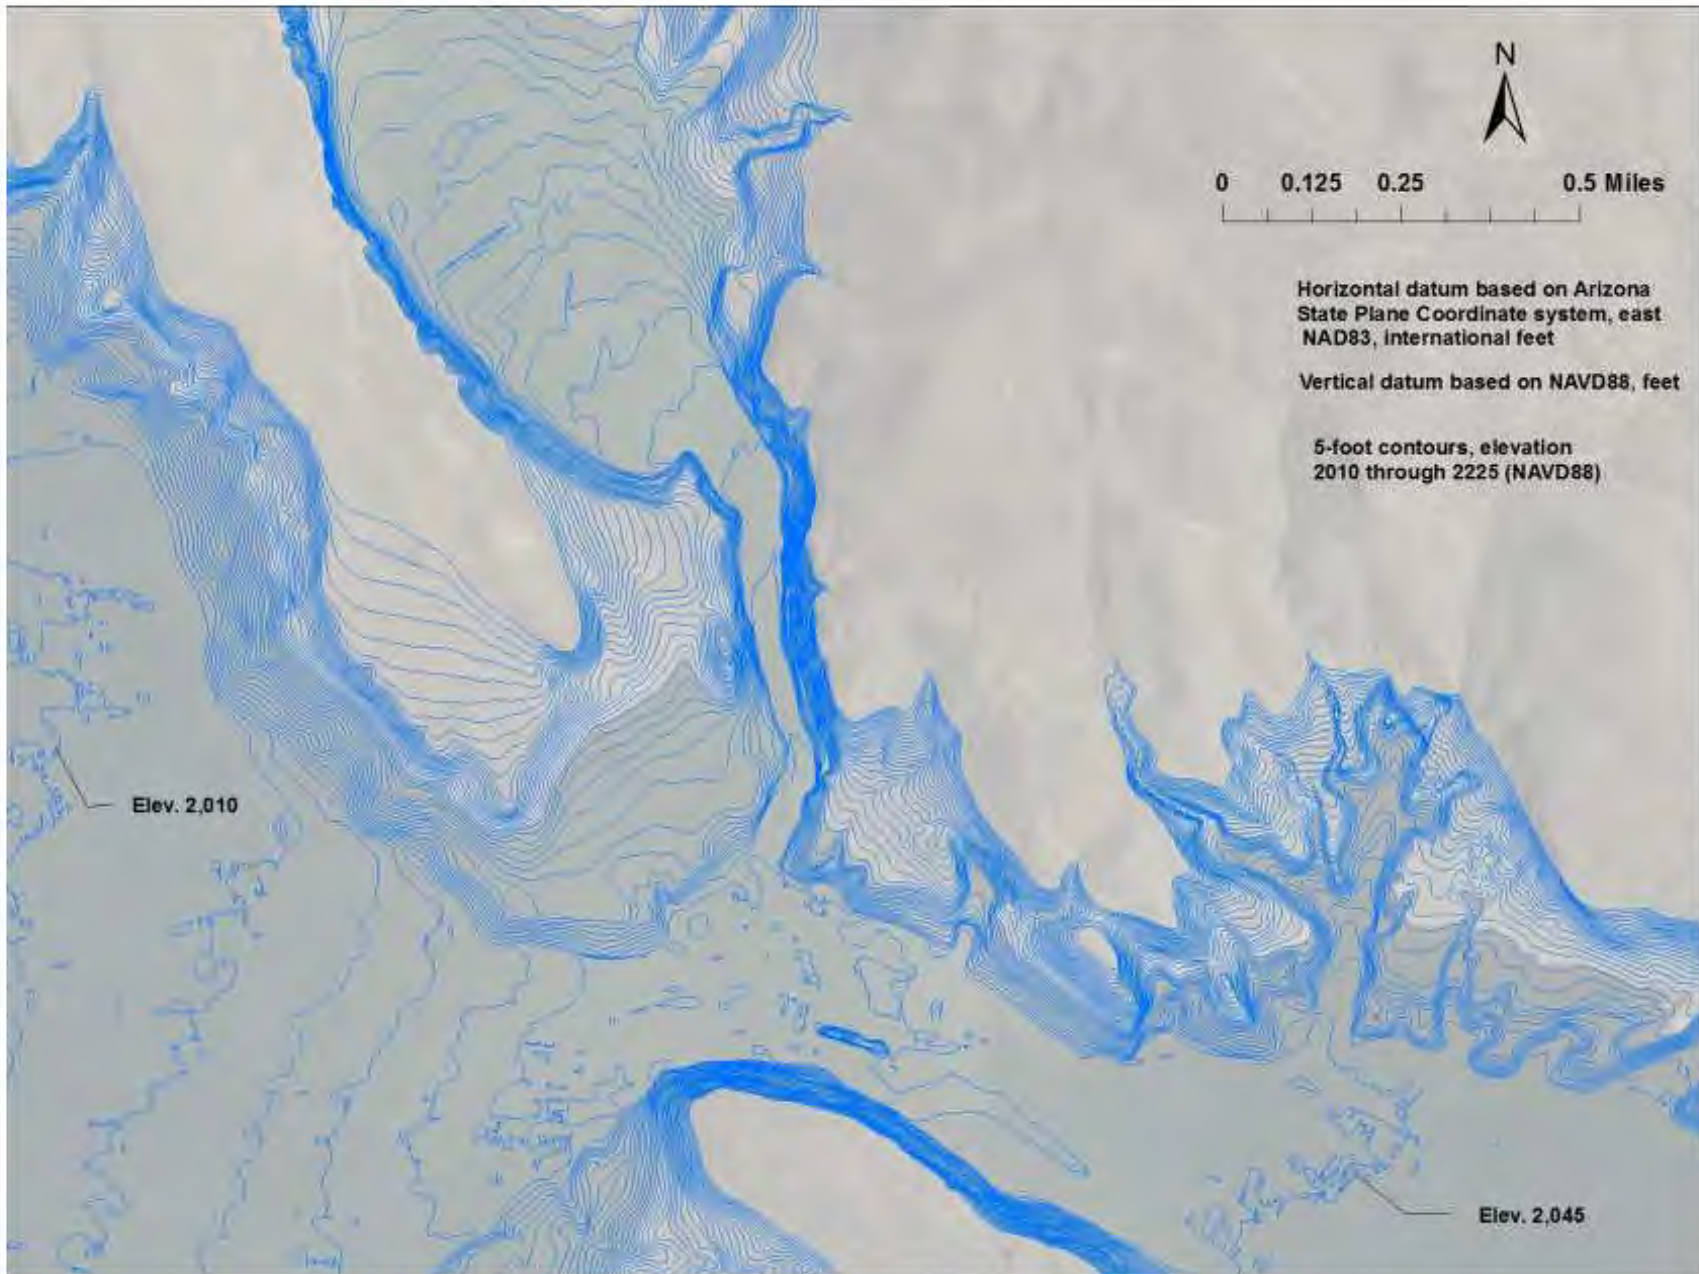 N
0 0.125 0.25 0.5 Miles
Horizontal datum based on Arizona
State Plane Coordinate system, east
NAD83, international feet
Vertical datum based on NAVD88, feet
5-foot contours, elevation
2010 through 2225 (NAVD88)
Elev. 2,010
Elev. 2,045